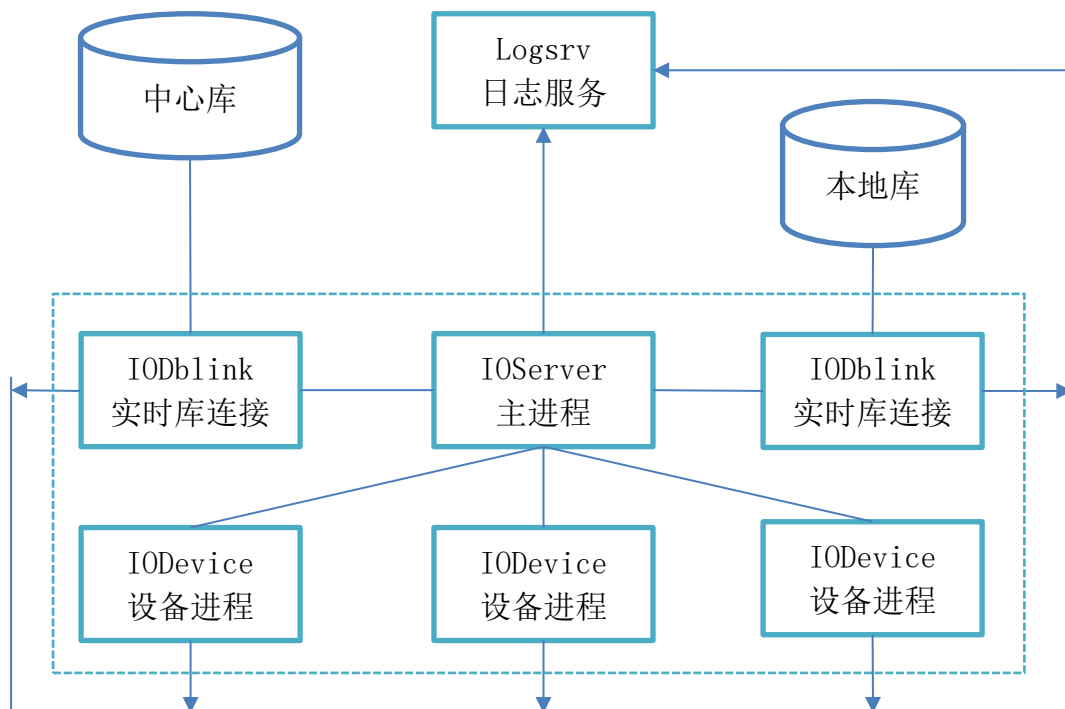 中心库
Logsrv
日志服务
本地库
IODblink
实时库连接
IOServer
主进程
IODblink
实时库连接
IODevice
设备进程
IODevice
设备进程
IODevice
设备进程